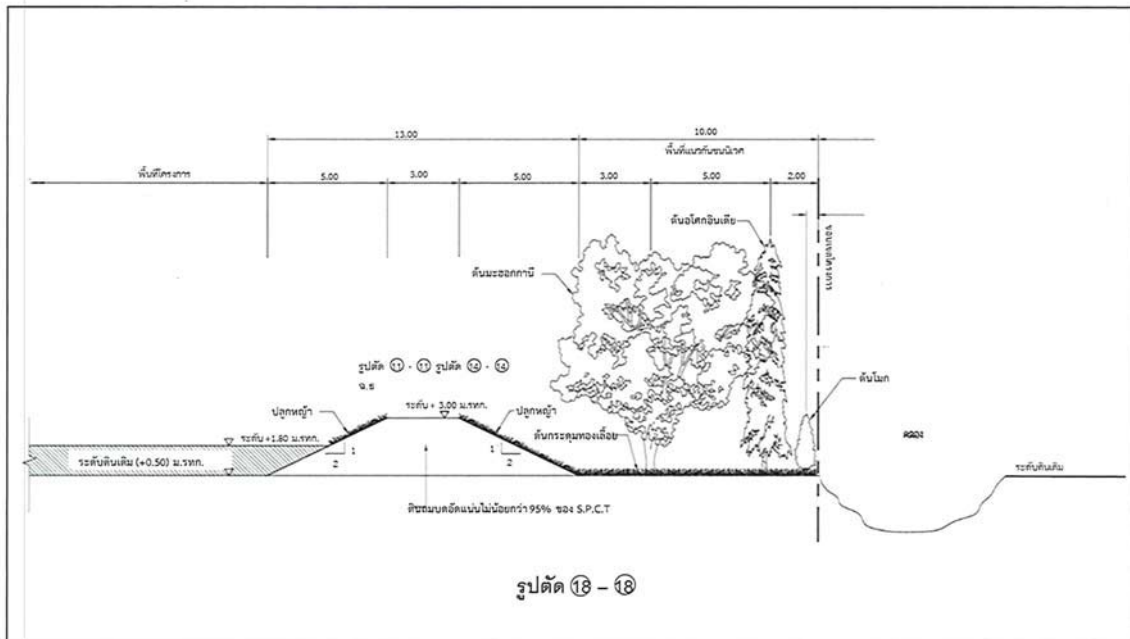 13.00
10.00
พื้นที่แนวกันชนนิเวศ
พื้นที่โครงการ
5.00
3.00
5.00
3.00
5.00
2.00
ต้นอโศกอินเดีย
ขอบเขตโครงการ
ต้นมะฮอกกานี
รูปตัด 11 - 11 รูปตัด 14 - 14
ฉ.ธ
ต้นโมก
ระดับ + 3.00 ม.รทก.
ปลูกหญ้า
ปลูกหญ้า
ระดับ +1.80 ม.รทก.
ต้นกระดุมทองเลื้อย
คลอง
1
2
1
2
ระดับดินเดิม (+0.50) ม.รทก.
ระดับดินเดิม
ดินถมบดอัดแน่นไม่น้อยกว่า 95% ของ S.P.C.T
รูปตัด 18 - 18